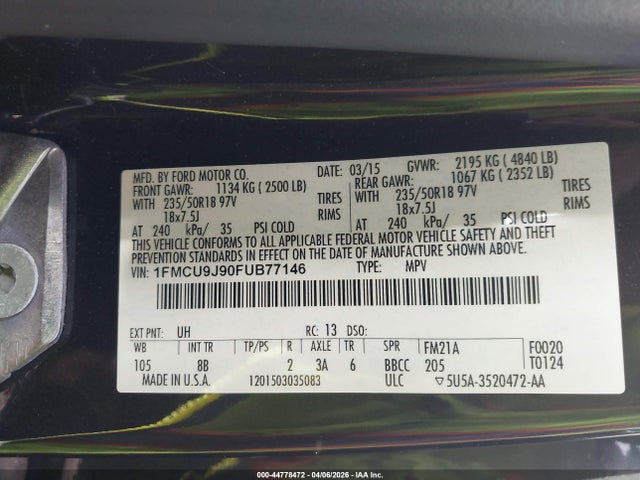 MFD. BY FORD MOTOR CO. DATE: 03/15 GVWR: 2195 KG ( 4840 LB)
FRONT GAWR: 1134 KG ( 2500 LB) REAR GAWR: 1067 KG ( 2352 LB)
WITH 235/50R18 97V TIRES WITH 235/50R18 97V TIRES
18x7.5J RIMS 18x7.5J RIMS
AT 240 kPa/ 35 PSI COLD AT 240 kPa/ 35 PSI COLD
THIS VEHICLE CONFORMS TO ALL APPLICABLE FEDERAL MOTOR VEHICLE SAFETY AND THEFT
PREVENTION STANDARDS IN EFFECT ON THE DATE OF MANUFACTURE SHOWN ABOVE.
VIN: 1FMCU9J90FUB77146 TYPE: MPV
EXT PNT: UH RC: 13 DSO:
WB INT TR TP/PS R AXLE TR SPR FM21A F0020
105 8B 2 3A 6 BBCC 205 T0124
MADE IN U.S.A. 1201503035083 ULC 5U5A-3520472-AA
000-44778472 | 04/06/2026 | IAA Inc.